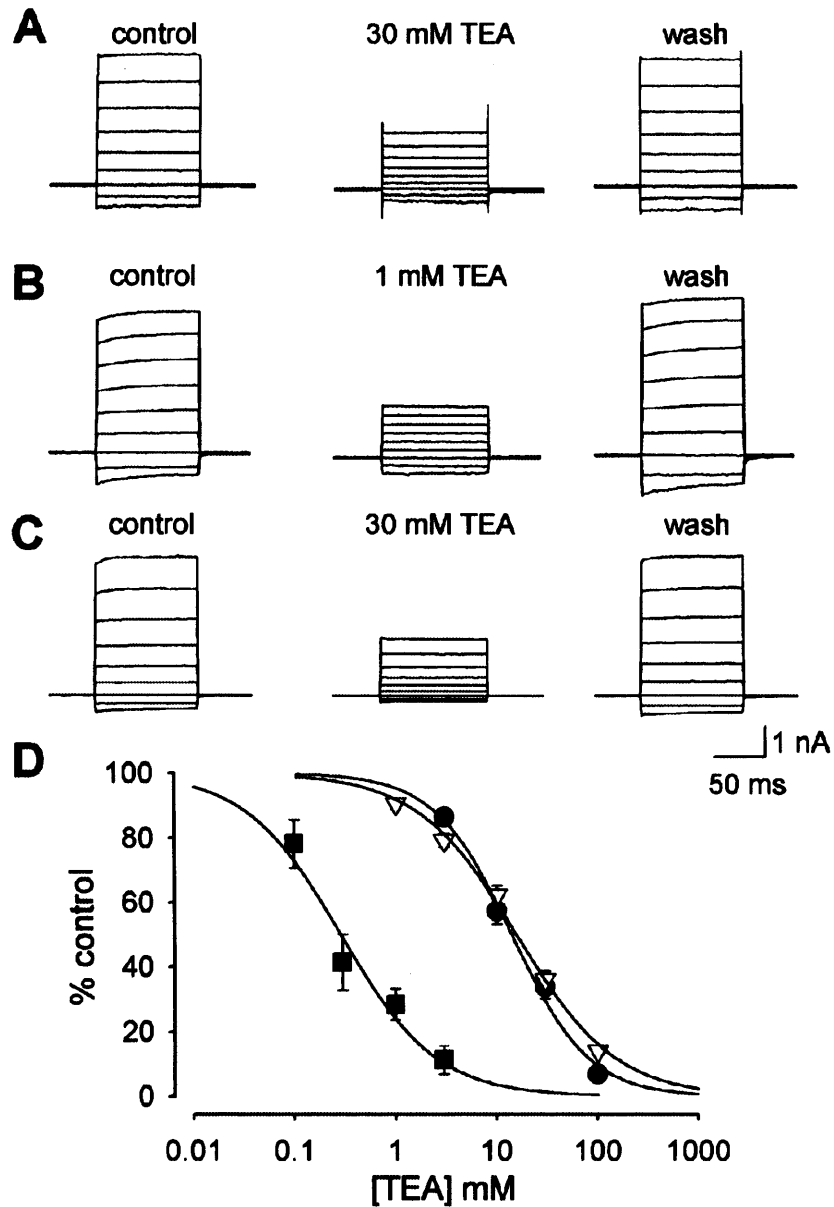 A
control 30 mM TEA wash
B
control 1 mM TEA wash
C
control 30 mM TEA wash
1 nA
50 ms
D
100
80
60
40
20
0
% control
0.01 0.1 1 10 100 1000
[TEA] mM